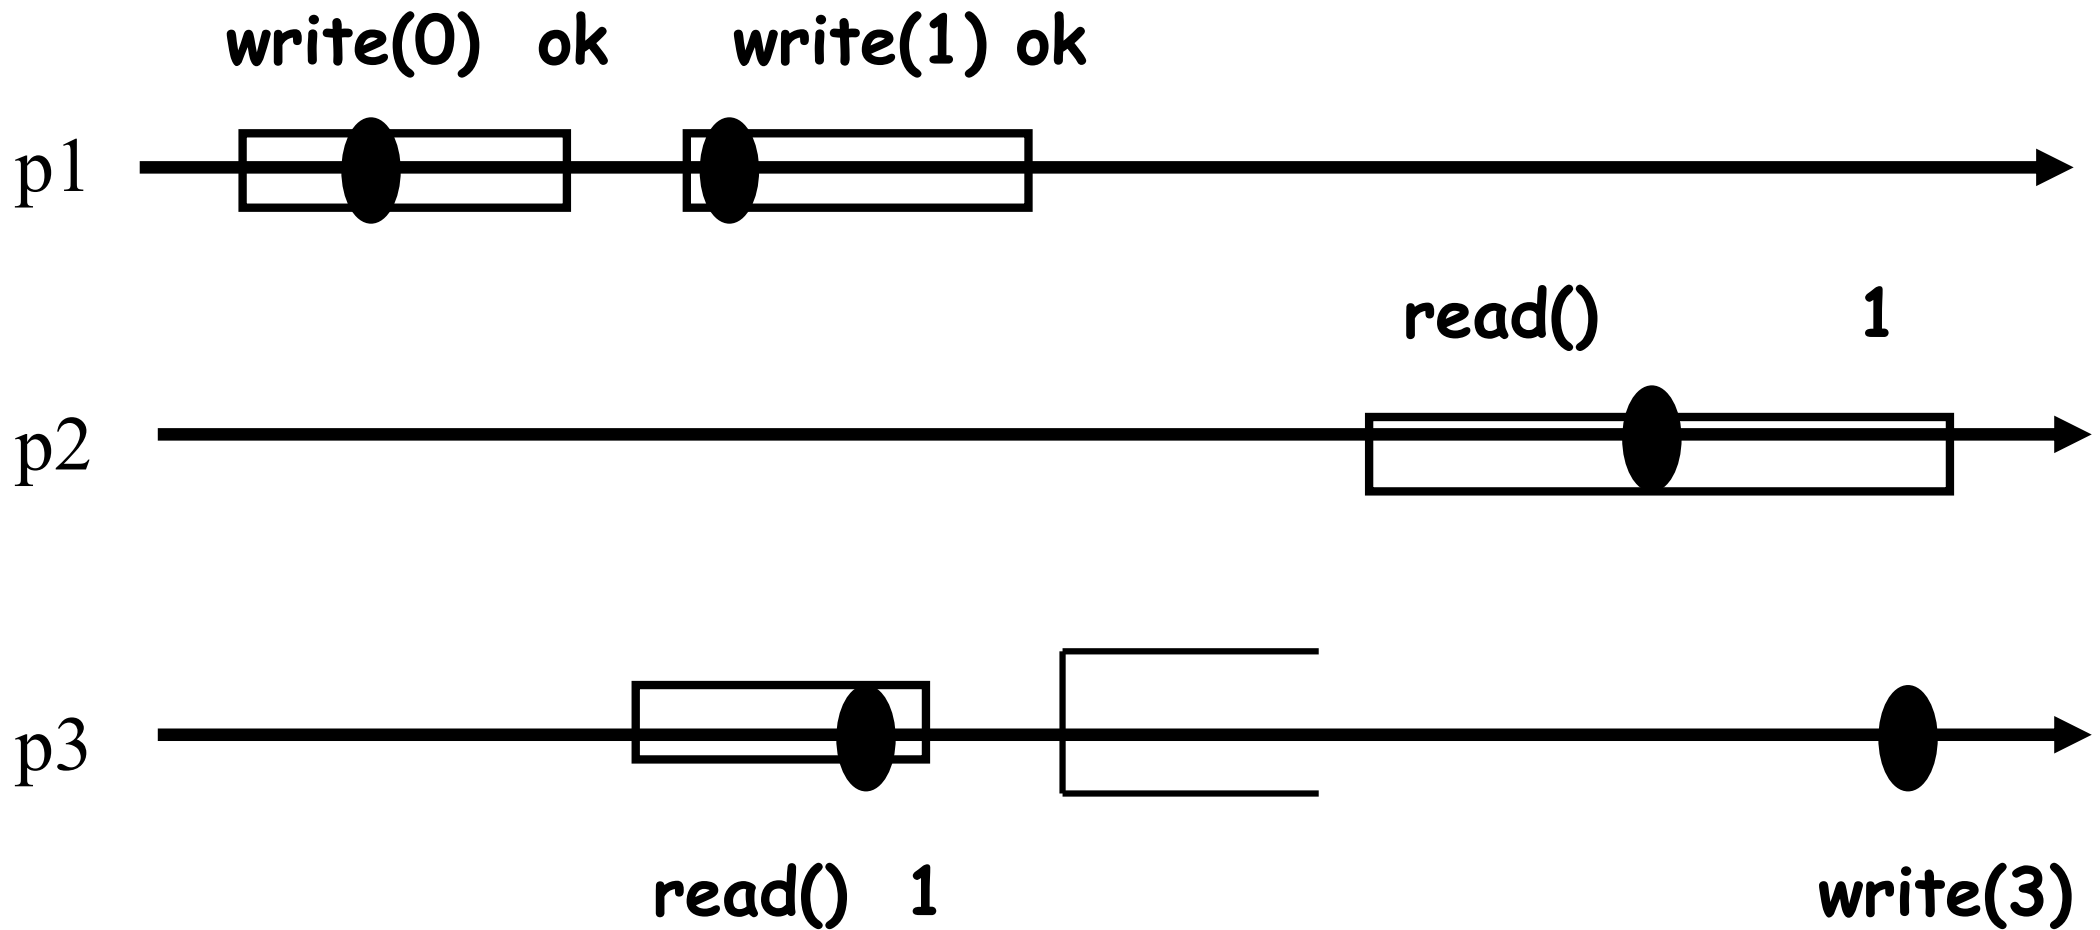 write(0) ok write(1) ok
p1
read() 1
p2
p3
read() 1 write(3)